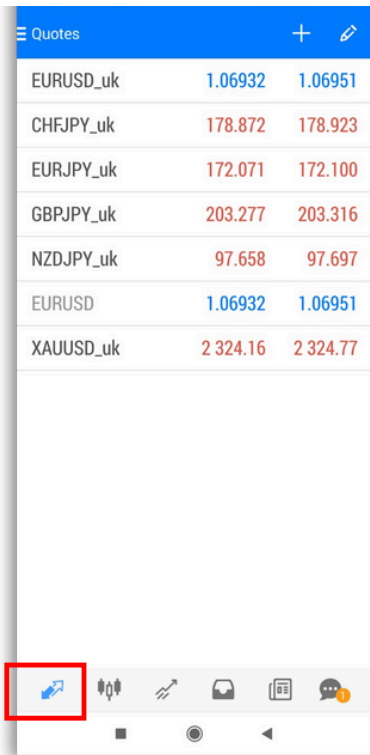 Quotes
EURUSD_uk 1.06932 1.06951
CHFJPY_uk 178.872 178.923
EURJPY_uk 172.071 172.100
GBPJPY_uk 203.277 203.316
NZDJPY_uk 97.658 97.697
EURUSD 1.06932 1.06951
XAUUSD_uk 2 324.16 2 324.77
1